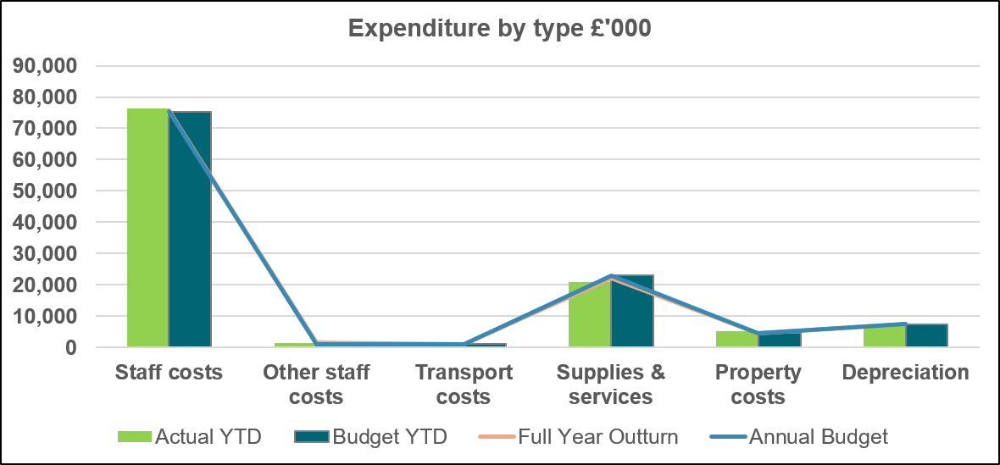 Expenditure by type £'000
90,000
80,000
70,000
60,000
50,000
40,000
30,000
20,000
10,000
0
Staff costs
Other staff
costs
Transport
costs
Supplies &
services
Property
costs
Depreciation
Actual YTD
Budget YTD
Full Year Outturn
Annual Budget